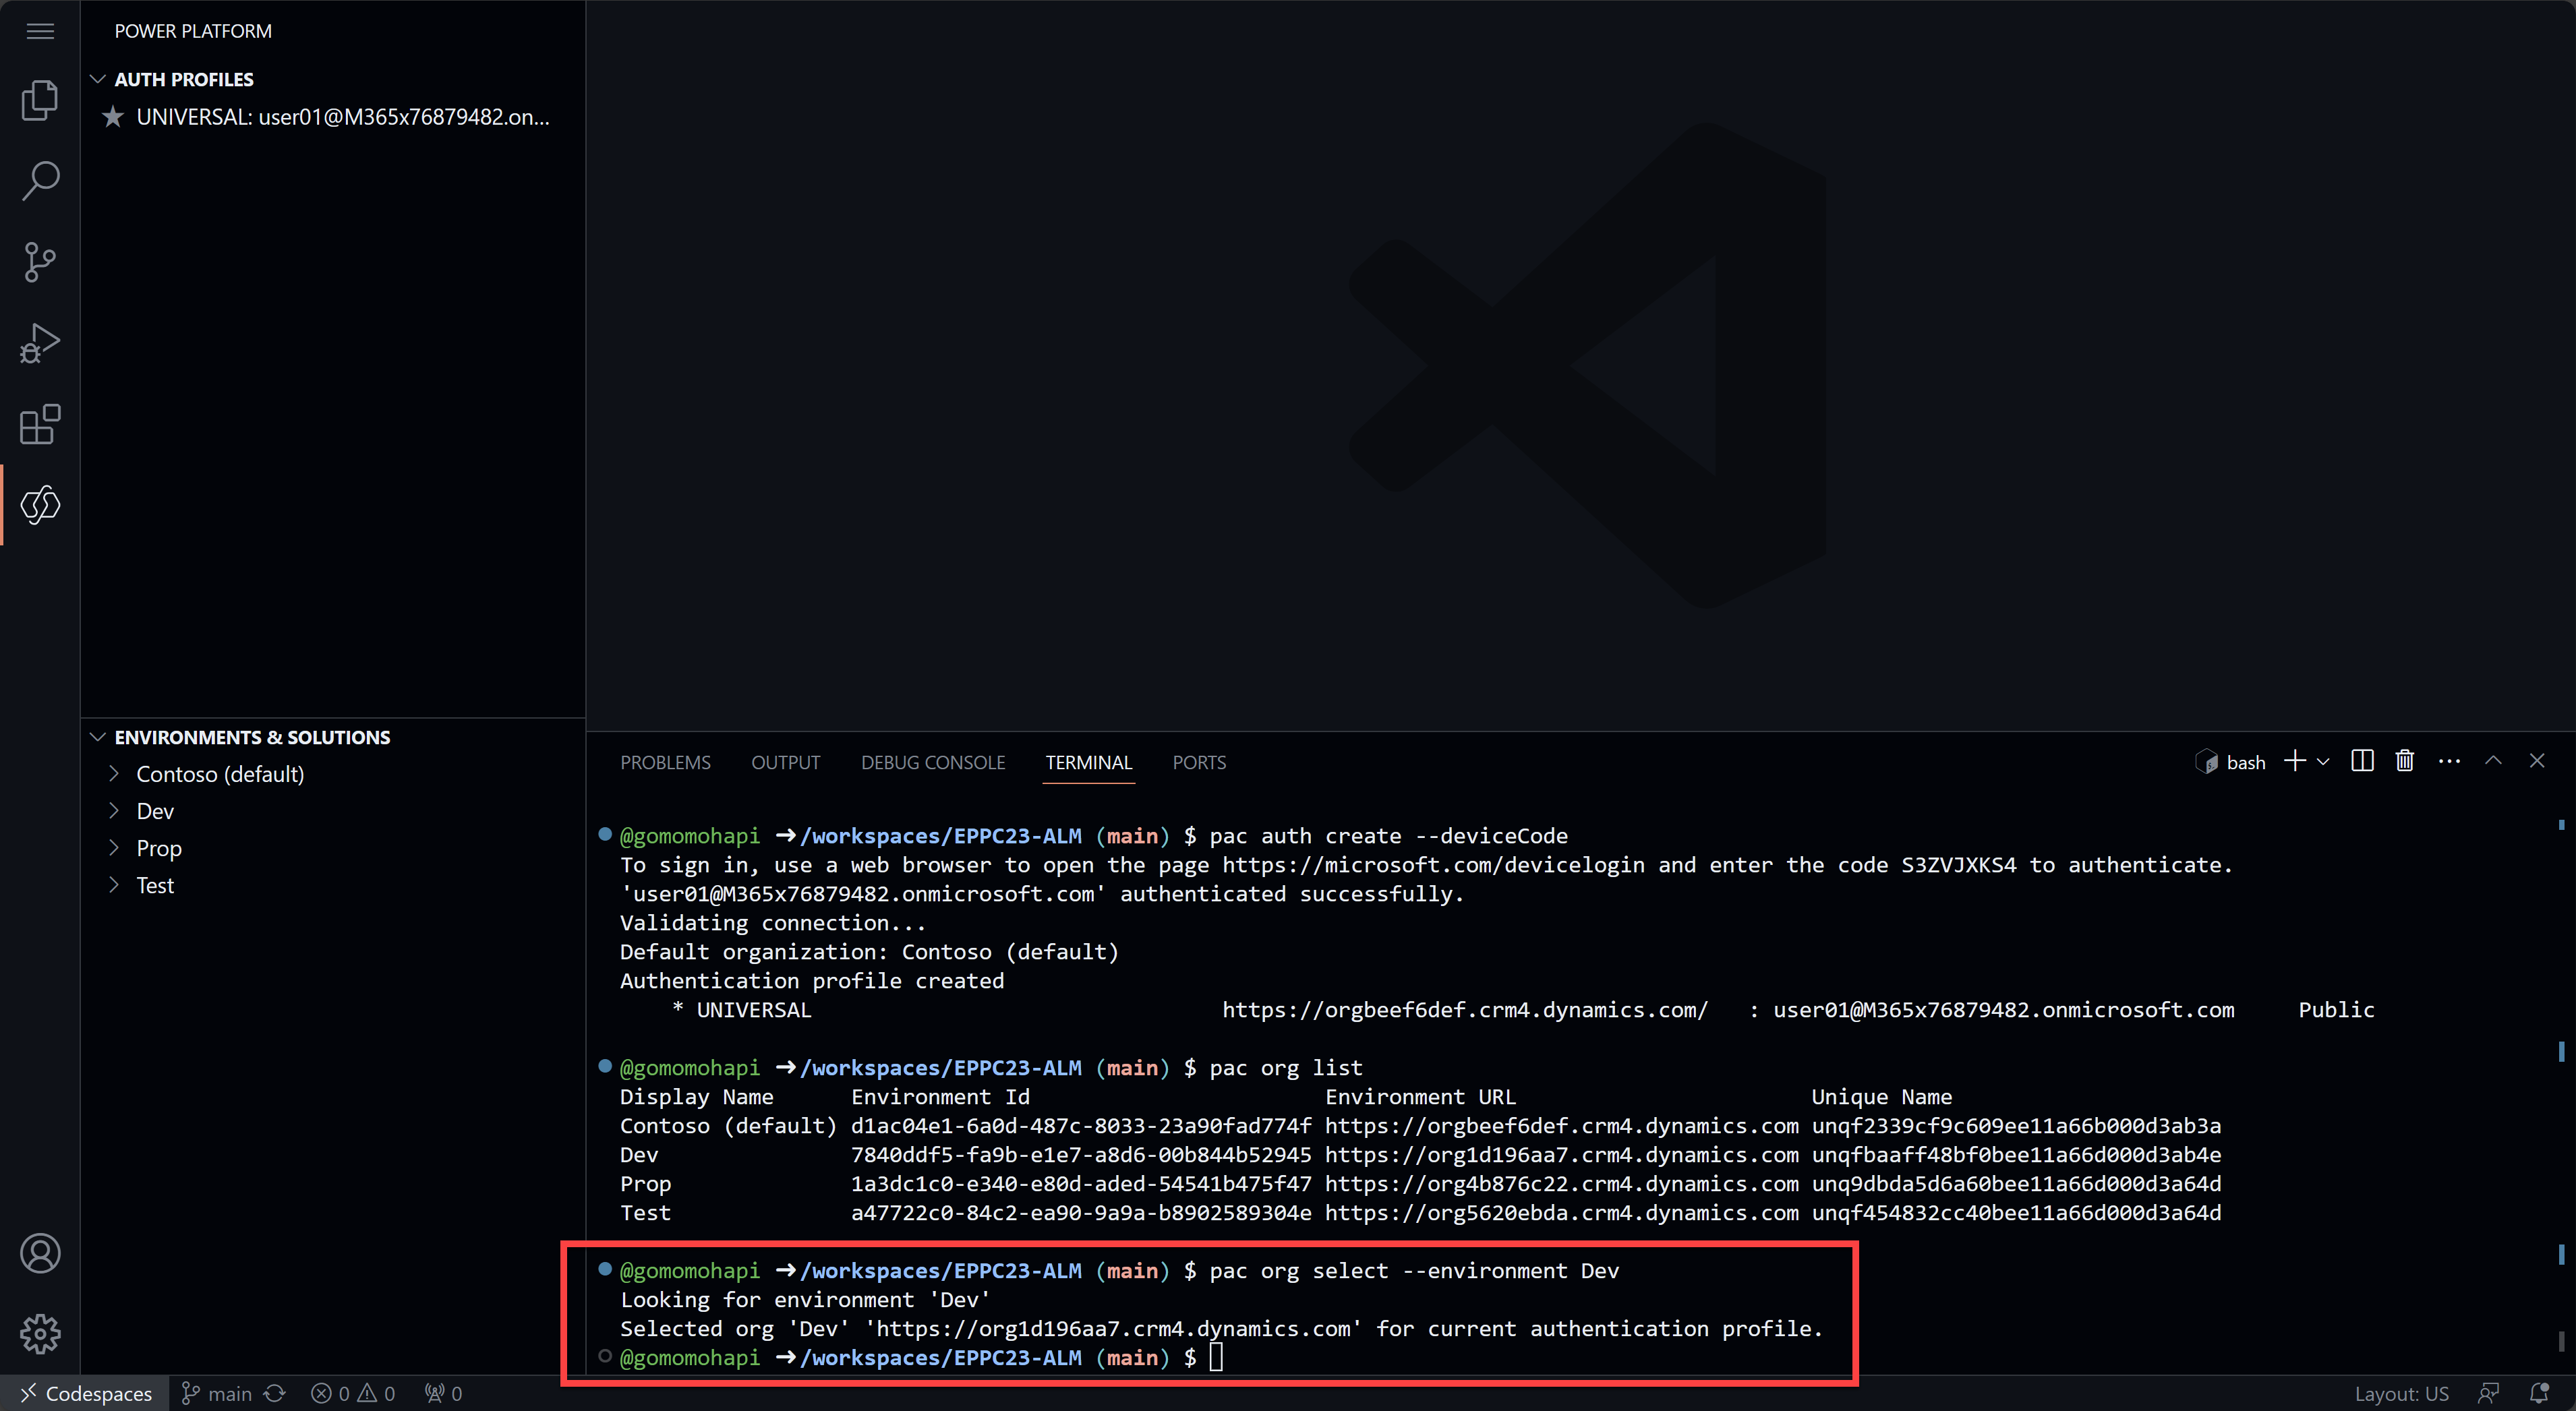 POWER PLATFORM
AUTH PROFILES
UNIVERSAL: user01@M365x76879482.on...
ENVIRONMENTS & SOLUTIONS
Contoso (default)
Dev
Prop
Test
PROBLEMS OUTPUT DEBUG CONSOLE TERMINAL PORTS
bash
@gomomohapi ➜/workspaces/EPPC23-ALM (main) $ pac auth create --deviceCode
To sign in, use a web browser to open the page https://microsoft.com/devicelogin and enter the code S3ZVJXKS4 to authenticate.
'user01@M365x76879482.onmicrosoft.com' authenticated successfully.
Validating connection...
Default organization: Contoso (default)
Authentication profile created
* UNIVERSAL https://orgbeef6def.crm4.dynamics.com/ : user01@M365x76879482.onmicrosoft.com Public
@gomomohapi ➜/workspaces/EPPC23-ALM (main) $ pac org list
Display Name Environment Id Environment URL Unique Name
Contoso (default) d1ac04e1-6a0d-487c-8033-23a90fad774f https://orgbeef6def.crm4.dynamics.com unqf2339cf9c609ee11a66b000d3ab3a
Dev 7840ddf5-fa9b-e1e7-a8d6-00b844b52945 https://org1d196aa7.crm4.dynamics.com unqfbaaff48bf0bee11a66d000d3ab4e
Prop 1a3dc1c0-e340-e80d-aded-54541b475f47 https://org4b876c22.crm4.dynamics.com unq9dbda5d6a60bee11a66d000d3a64d
Test a47722c0-84c2-ea90-9a9a-b8902589304e https://org5620ebda.crm4.dynamics.com unqf454832cc40bee11a66d000d3a64d
@gomomohapi ➜/workspaces/EPPC23-ALM (main) $ pac org select --environment Dev
Looking for environment 'Dev'
Selected org 'Dev' 'https://org1d196aa7.crm4.dynamics.com' for current authentication profile.
@gomomohapi ➜/workspaces/EPPC23-ALM (main) $
Codespaces main 0 0 0 Layout: US